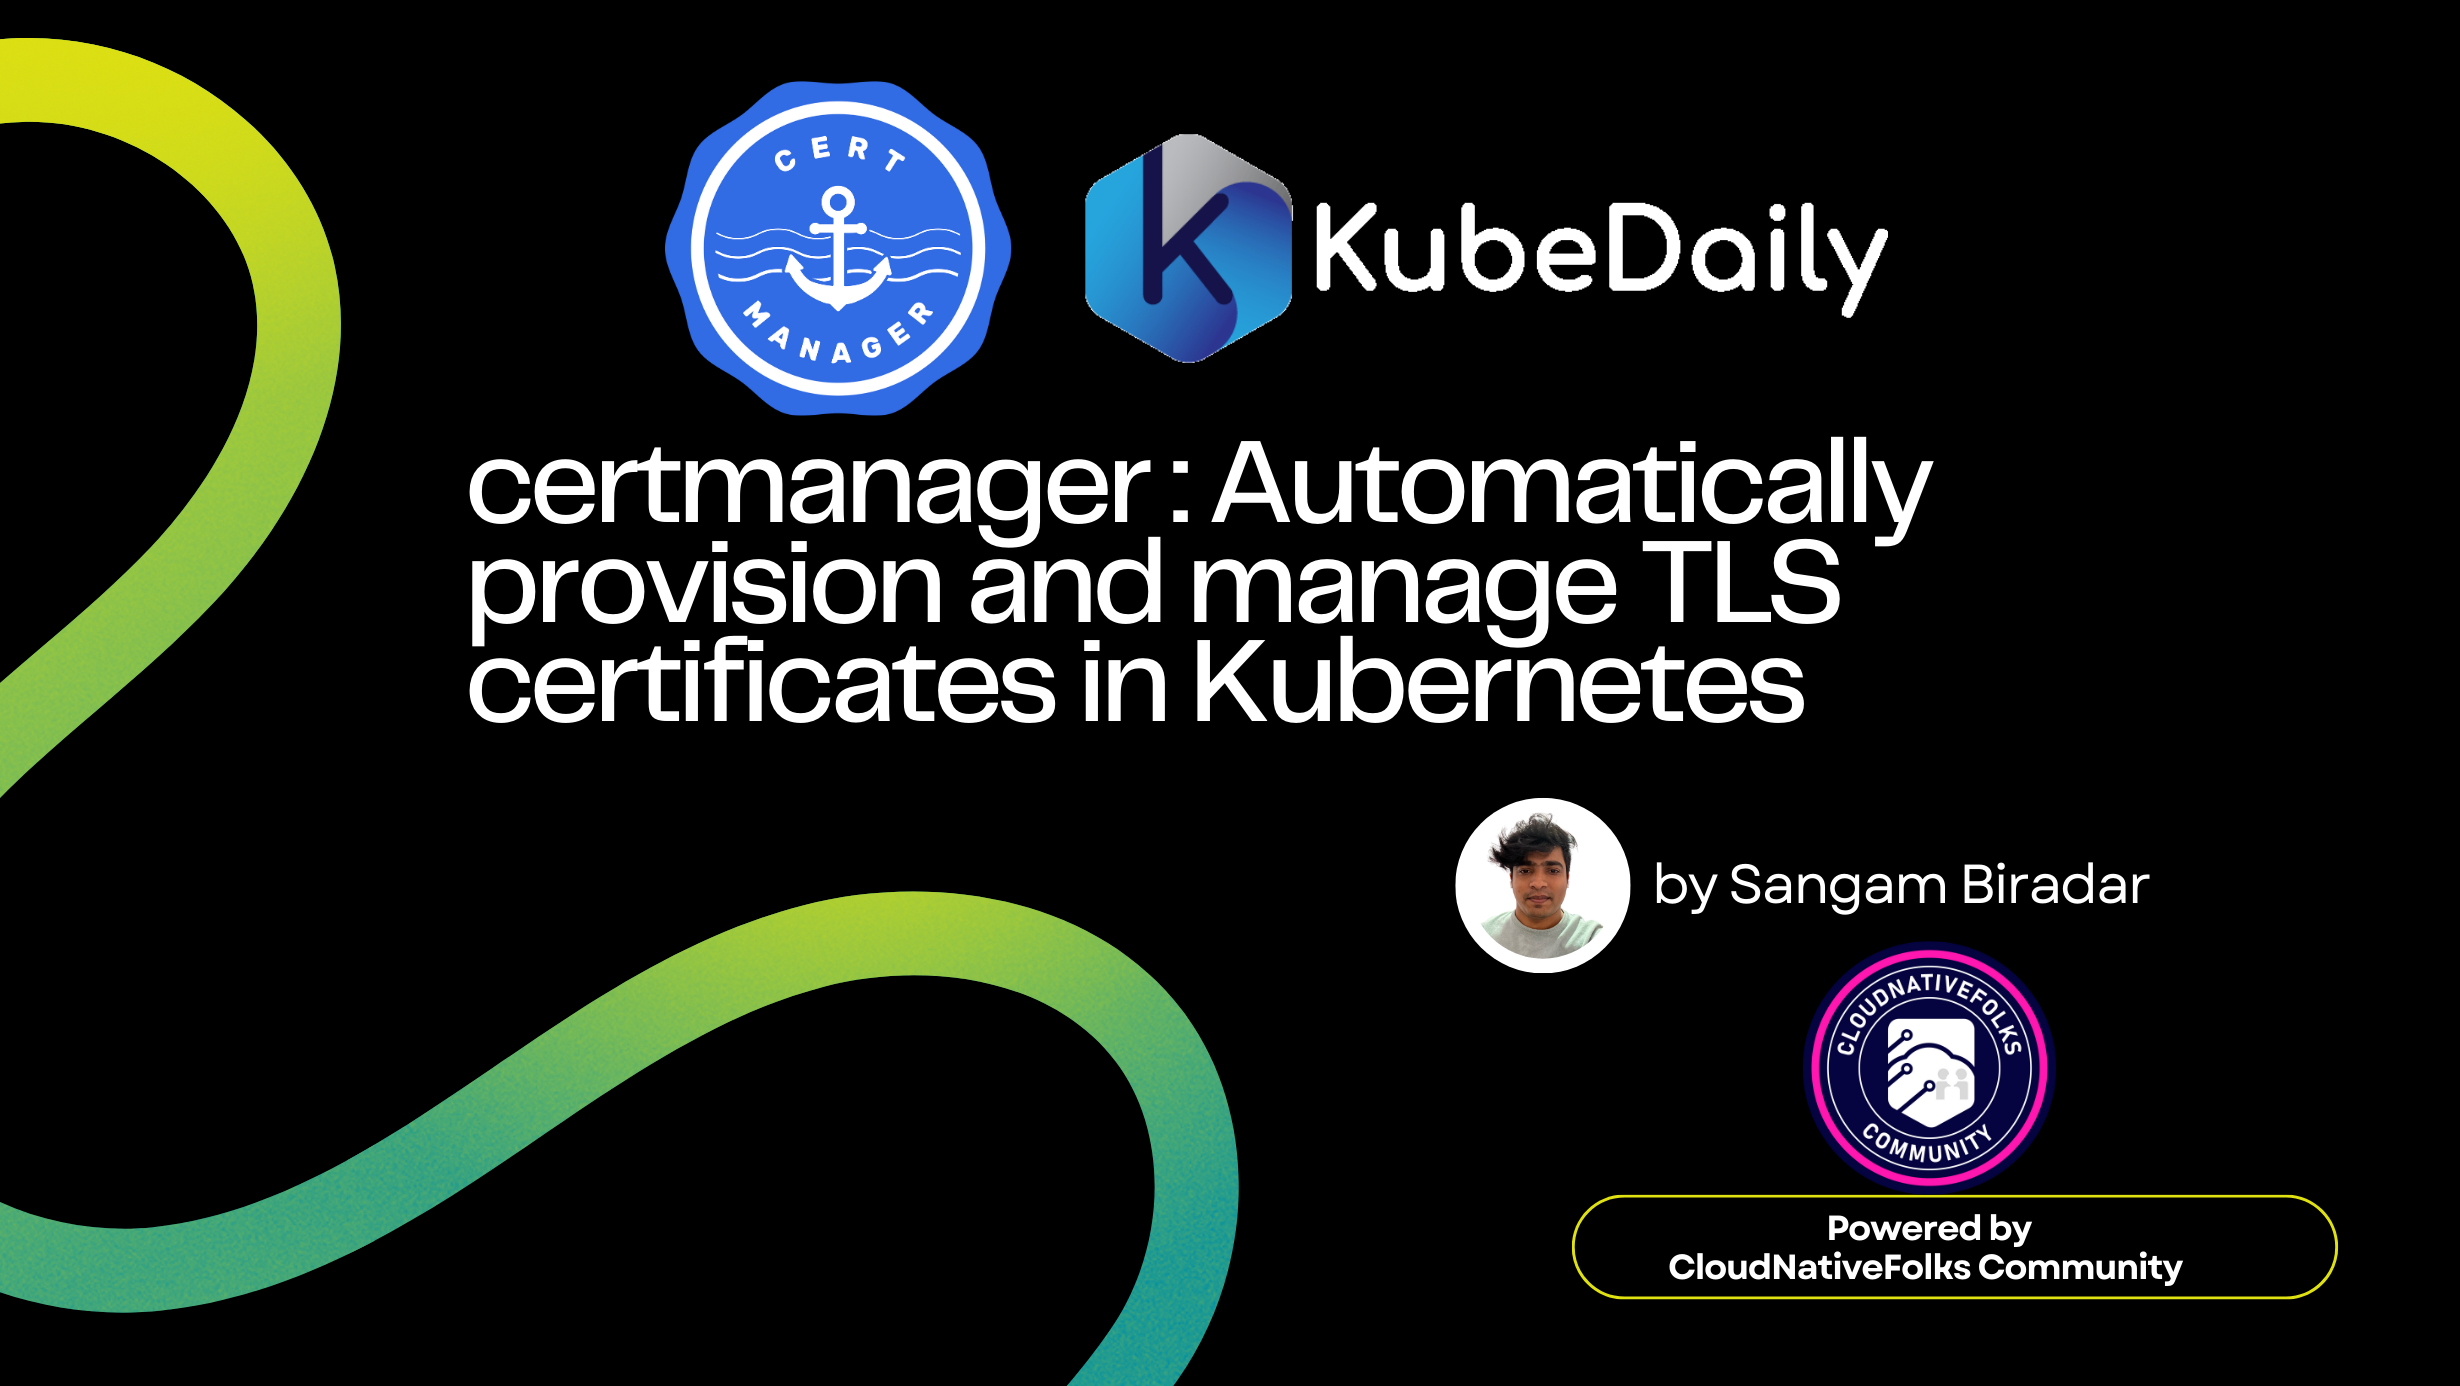 CERT
MANAGER
KubeDaily
certmanager : Automatically
provision and manage TLS
certificates in Kubernetes
by Sangam Biradar
CLOUDNATIVEFOLKS
COMMUNITY
Powered by
CloudNativeFolks Community